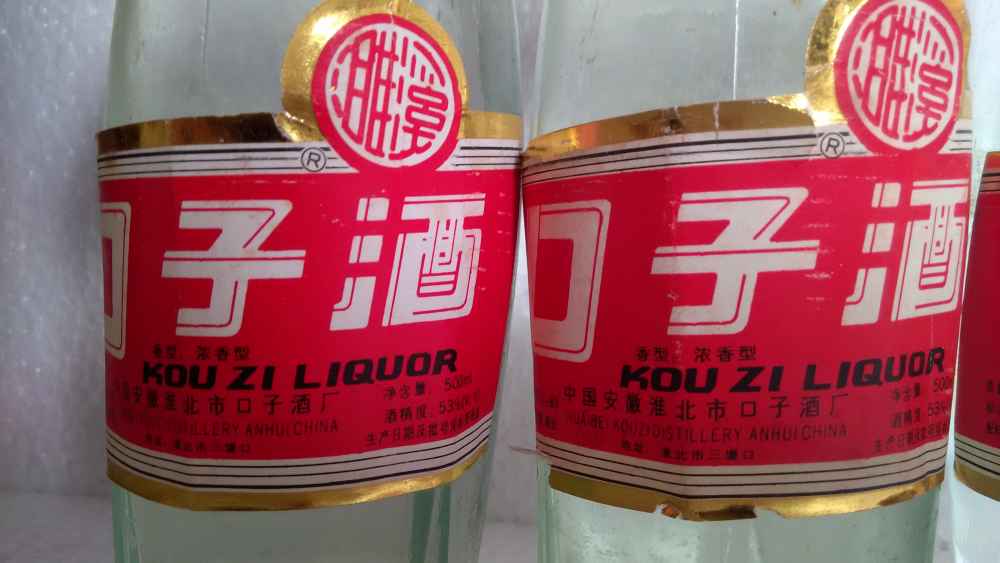 濉溪
®
口子酒
香型：浓香型
KOU ZI LIQUOR
净含量：500ml
中国安徽淮北市口子酒厂
酒精度：53%(V/V)
DISTILLERY ANHUI CHINA
地址：淮北市三堤口
濉溪
®
口子酒
香型：浓香型
KOU ZI LIQUOR
净含量：500ml
中国安徽淮北市口子酒厂
酒精度：53%
HUAIBEI KOUZI DISTILLERY ANHUI CHINA
地址：淮北市三堤口